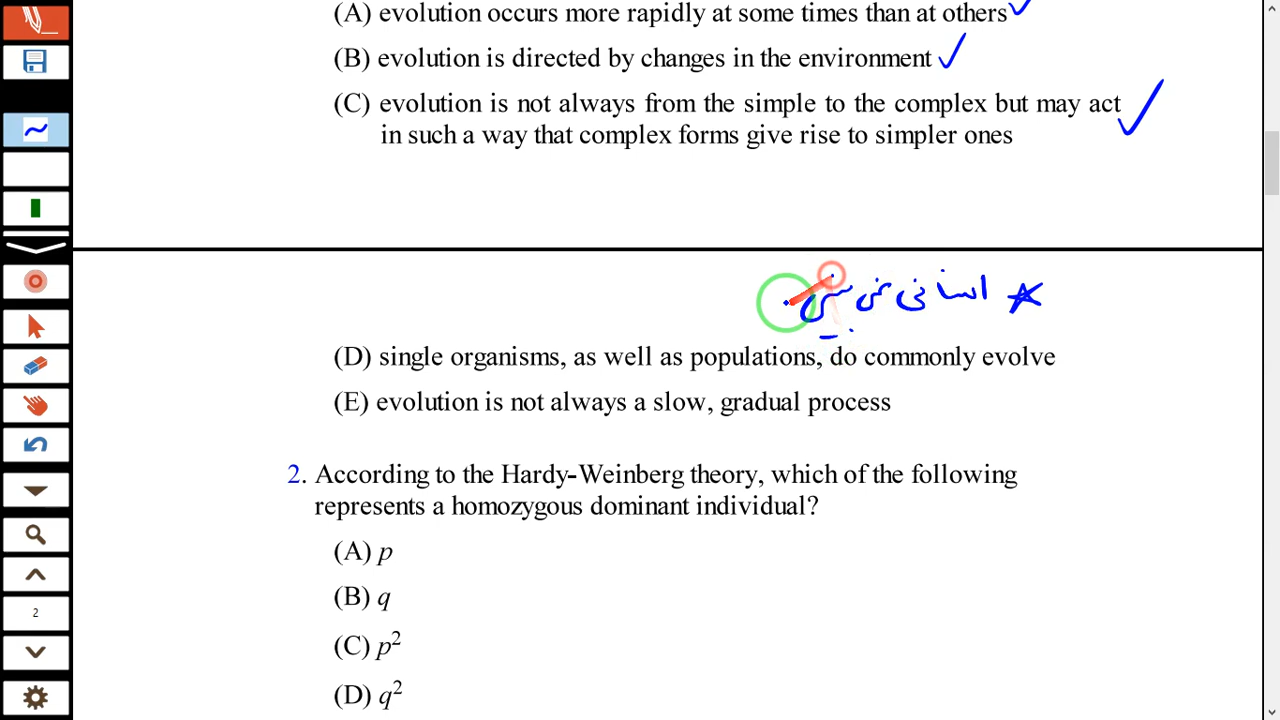 (A) evolution occurs more rapidly at some times than at others
(B) evolution is directed by changes in the environment
(C) evolution is not always from the simple to the complex but may act
in such a way that complex forms give rise to simpler ones
(D) single organisms, as well as populations, do commonly evolve
(E) evolution is not always a slow, gradual process
2. According to the Hardy-Weinberg theory, which of the following
represents a homozygous dominant individual?
(A) p
(B) q
(C) p²
(D) q²
2